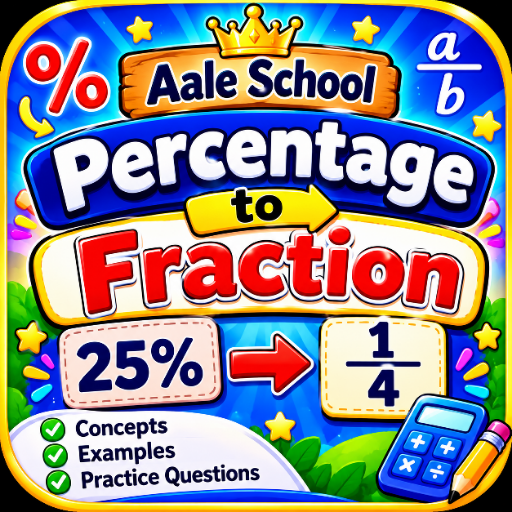 %
Aale School
a
b
Percentage
to
Fraction
25%
1
4
Concepts
Examples
Practice Questions